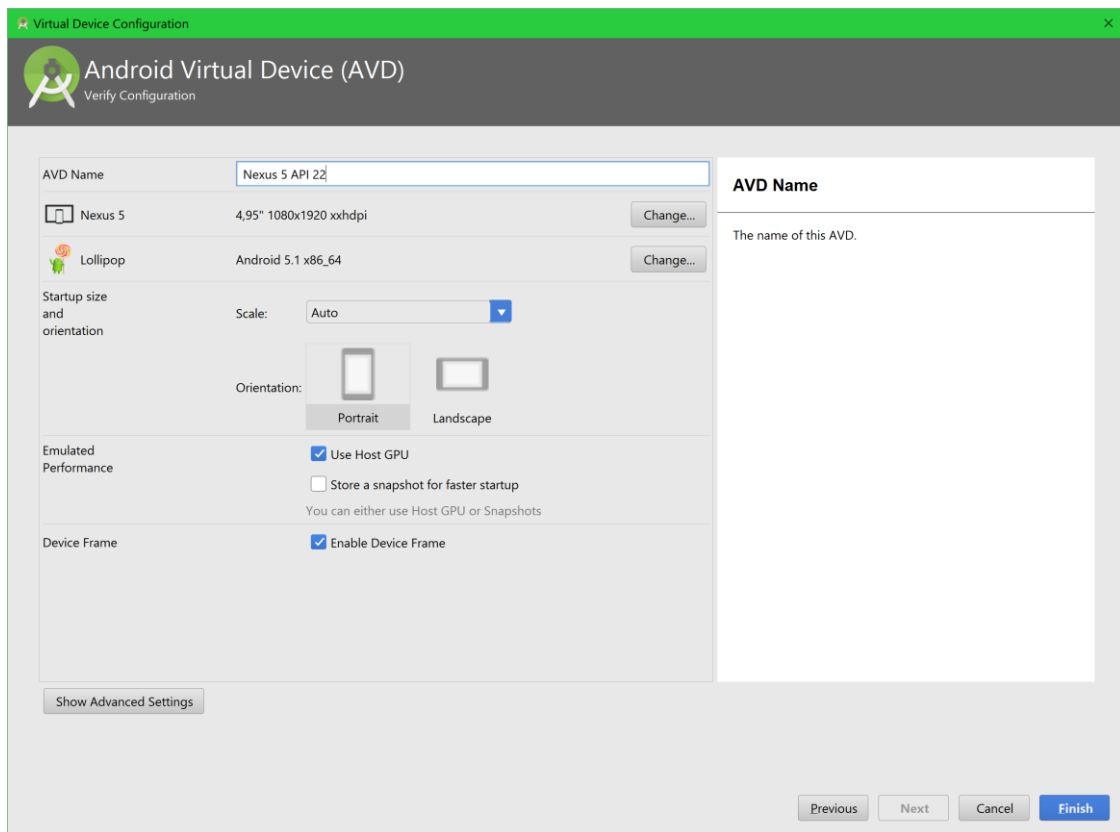 Virtual Device Configuration
Android Virtual Device (AVD)
Verify Configuration
AVD Name
Nexus 5 API 22
Nexus 5
4,95" 1080x1920 xxhdpi
Change...
Lollipop
Android 5.1 x86_64
Change...
Startup size
and
orientation
Scale:
Auto
Orientation:
Portrait
Landscape
Emulated
Performance
Use Host GPU
Store a snapshot for faster startup
You can either use Host GPU or Snapshots
Device Frame
Enable Device Frame
AVD Name
The name of this AVD.
Show Advanced Settings
Previous
Next
Cancel
Finish